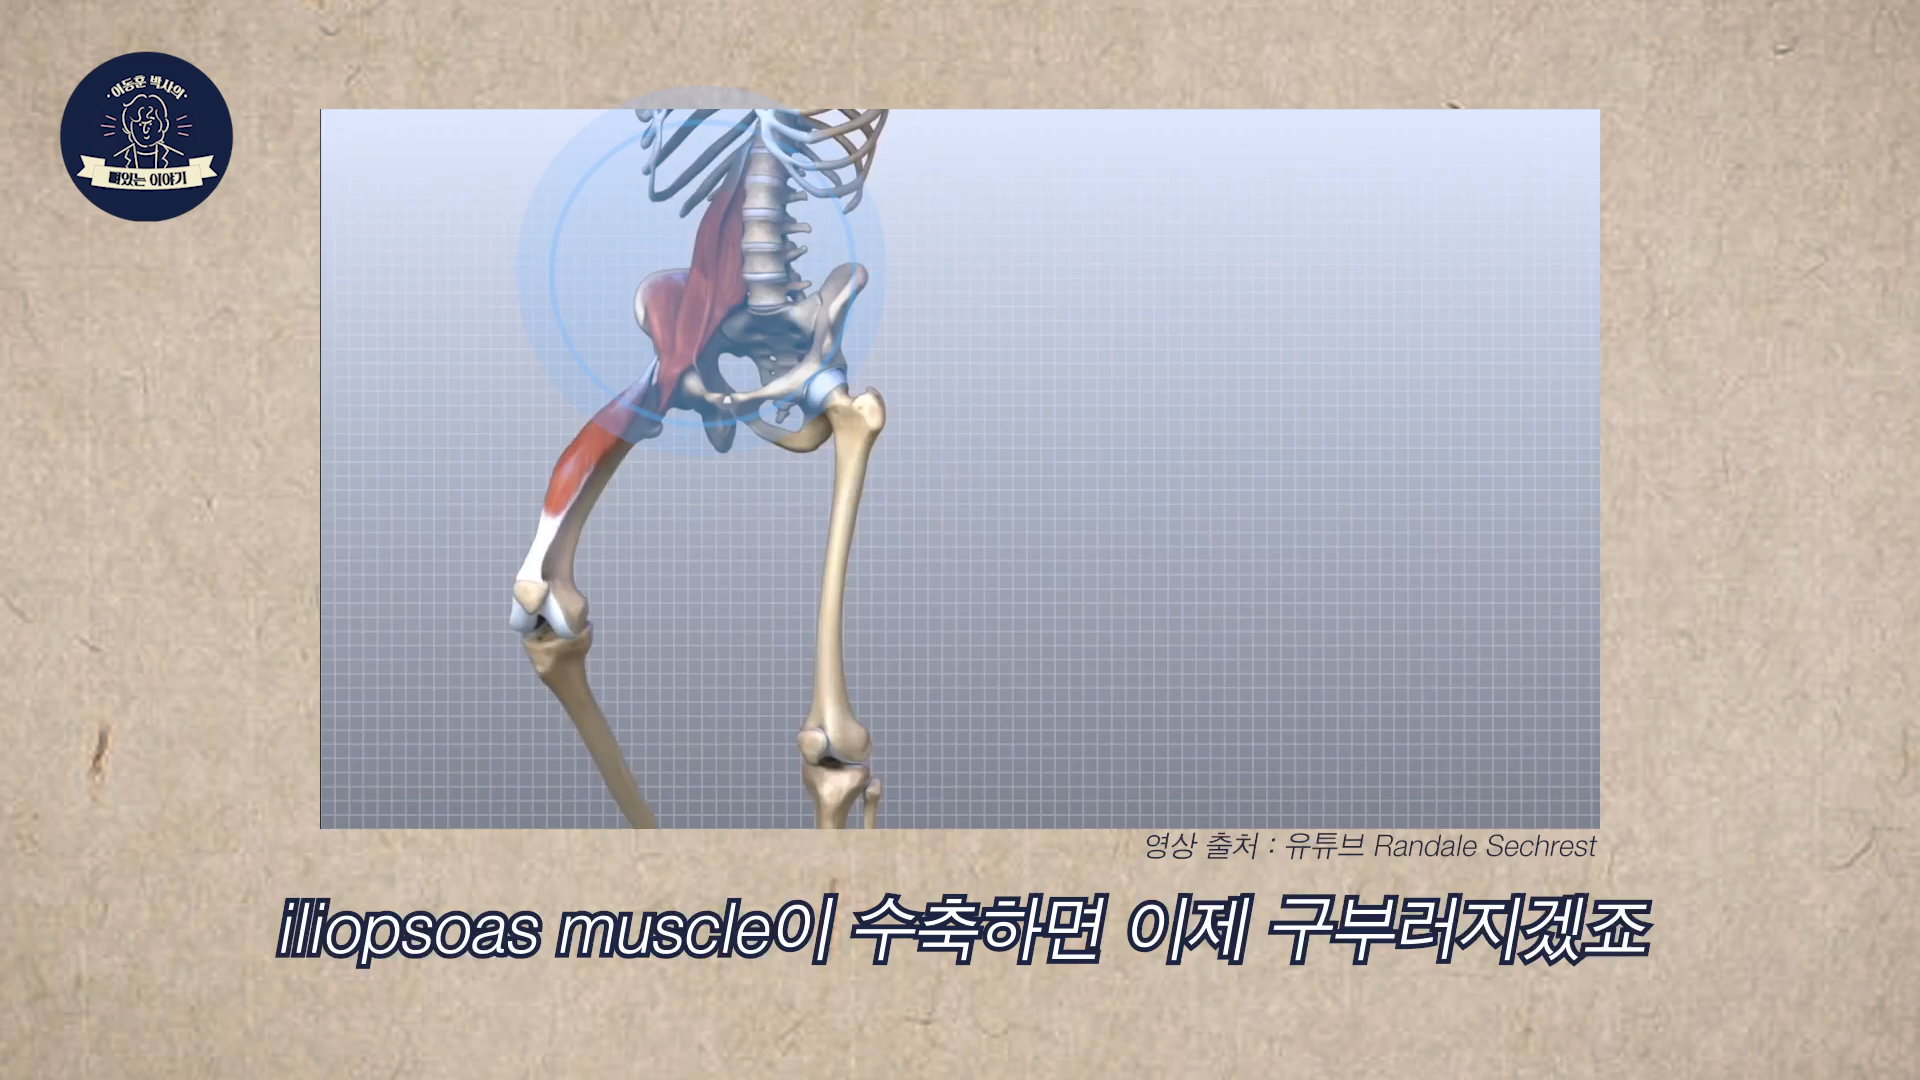 이동훈 박사의
뼈있는 이야기
영상 출처 : 유튜브 Randale Sechrest
iliopsoas muscle이 수축하면 이제 구부러지겠죠